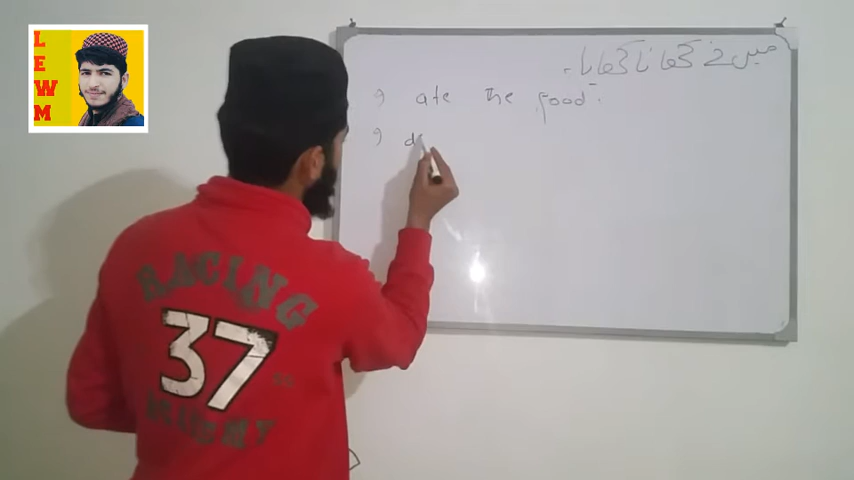 LEWM
میں نے کھانا کھایا۔
I ate the food.
I d
RACING
37